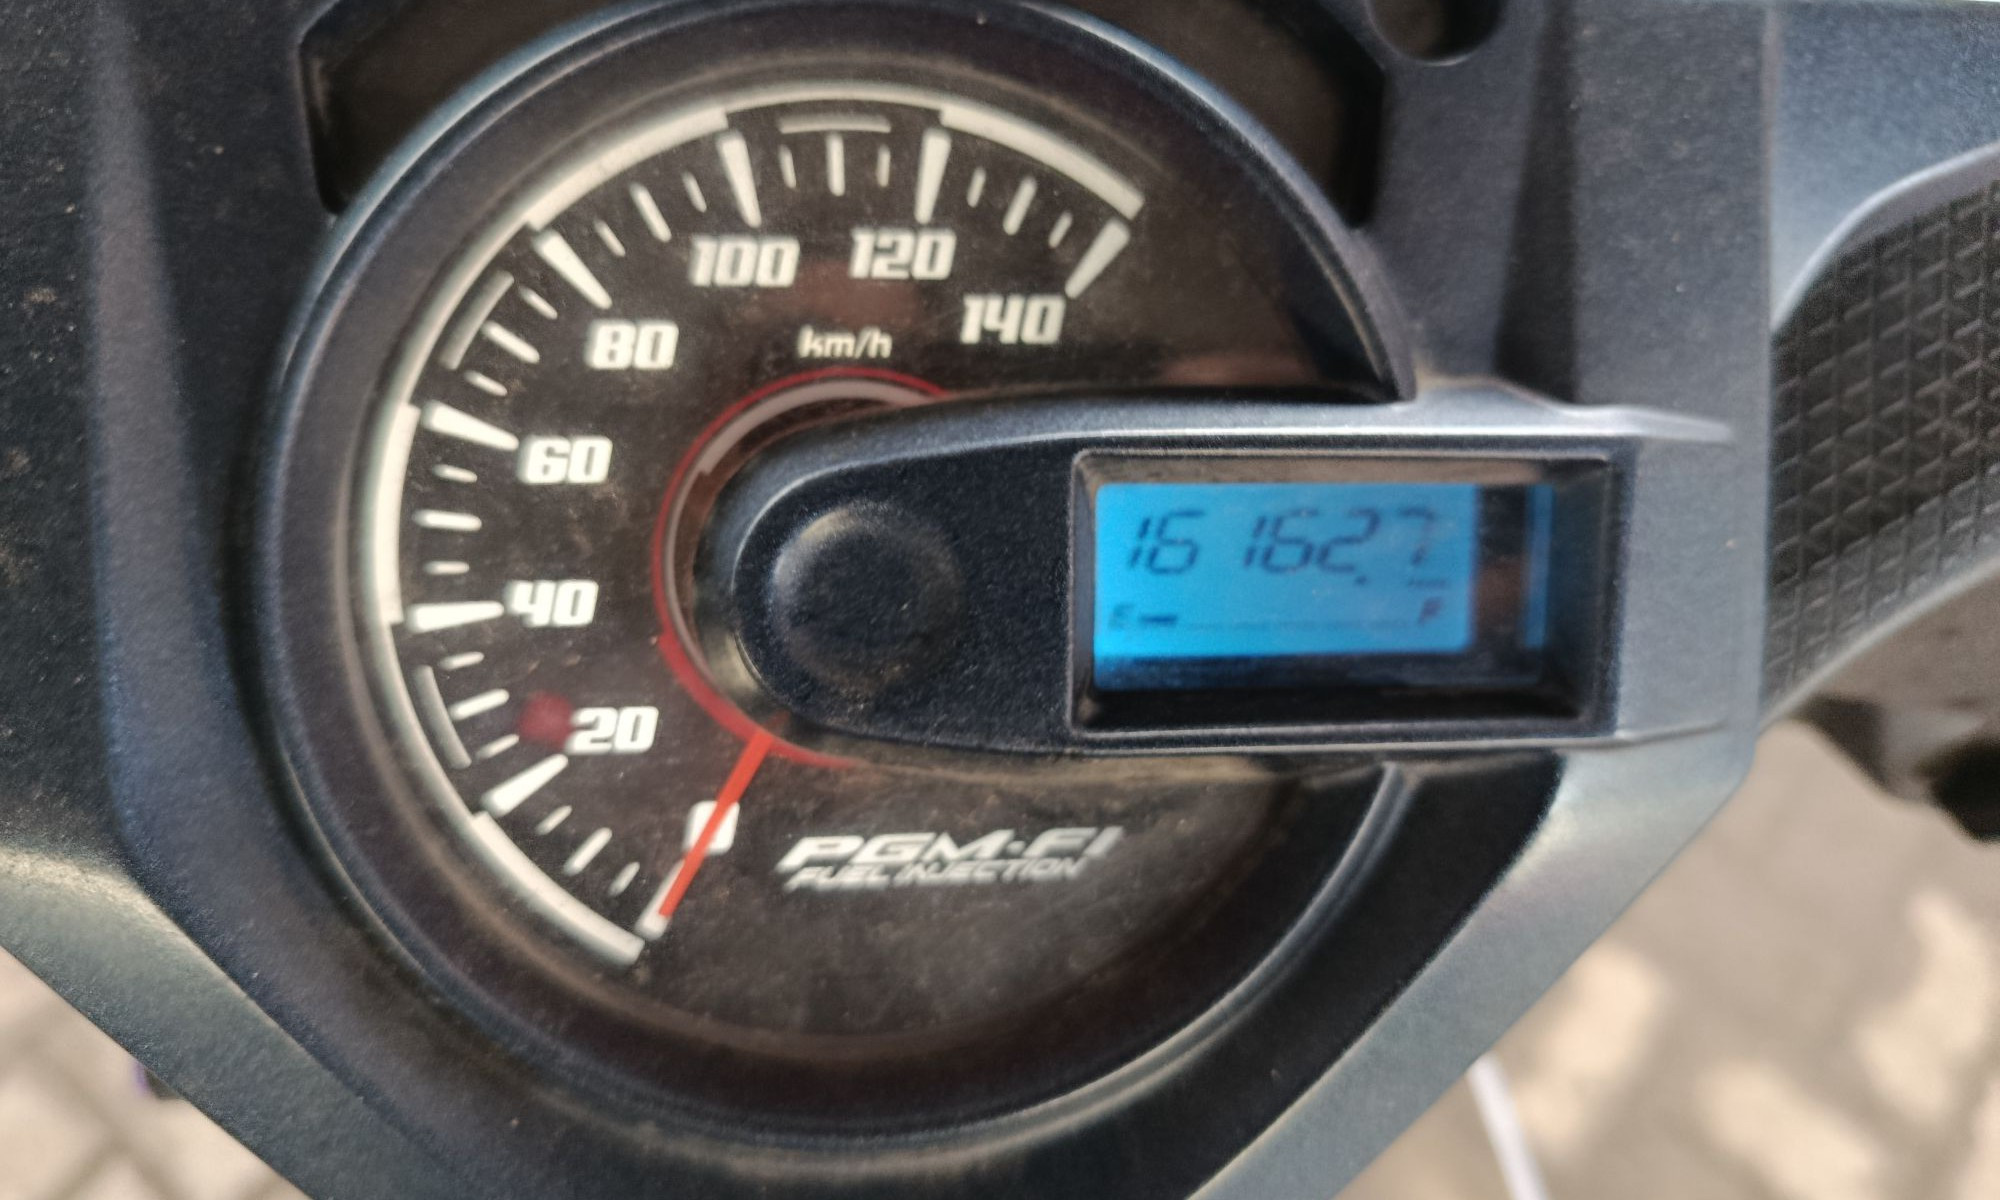 100 120
140
80
km/h
60
16162.7
40
E F
20
0
PGM-FI
FUEL INJECTION